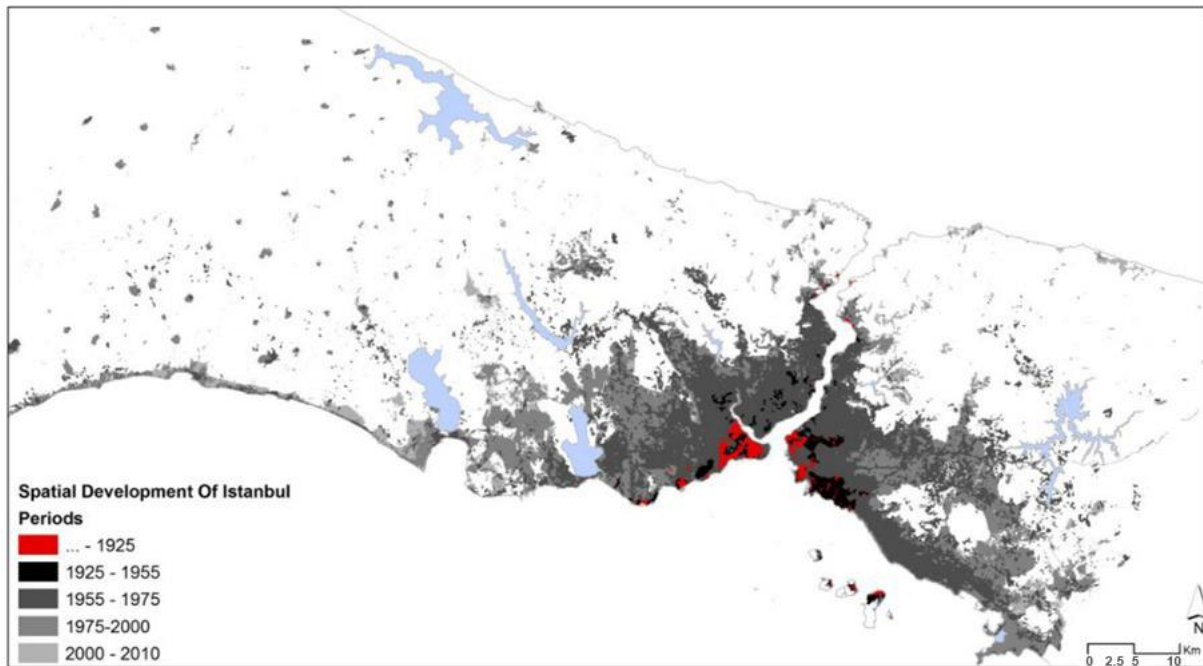 Spatial Development Of Istanbul
Periods
... - 1925
1925 - 1955
1955 - 1975
1975-2000
2000 - 2010
N
Km
0 2.5 5 10